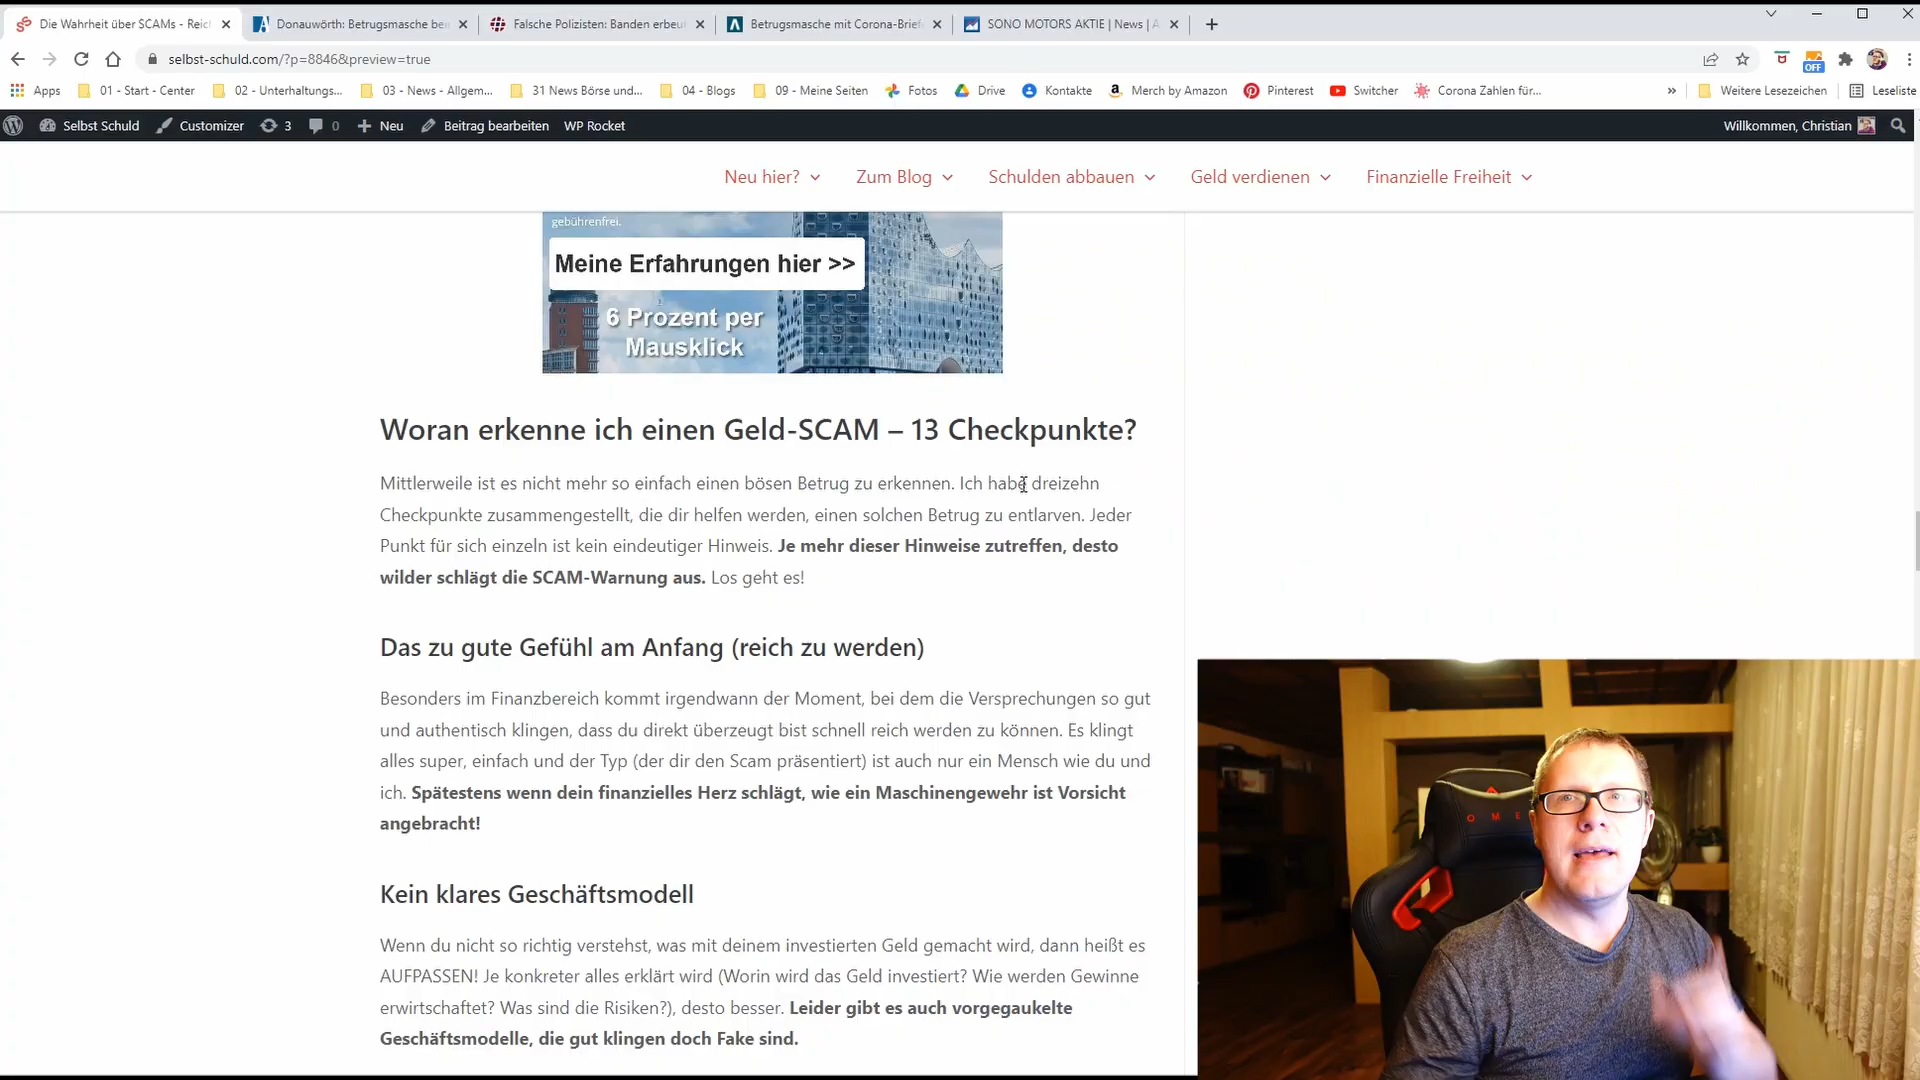 Die Wahrheit über SCAMs - Reich
Donauwörth: Betrugsmasche bei
Falsche Polizisten: Banden erbeut
Betrugsmasche mit Corona-Briefe
SONO MOTORS AKTIE | News | A
selbst-schuld.com/?p=8846&preview=true
Apps
01 - Start - Center
02 - Unterhaltungs...
03 - News - Allgem...
31 News Börse und...
04 - Blogs
09 - Meine Seiten
Fotos
Drive
Kontakte
Merch by Amazon
Pinterest
Switcher
Corona Zahlen für...
»
Weitere Lesezeichen
Leseliste
OFF
Selbst Schuld
Customizer
3
0
Neu
Beitrag bearbeiten
WP Rocket
Willkommen, Christian
Neu hier?
Zum Blog
Schulden abbauen
Geld verdienen
Finanzielle Freiheit
gebührenfrei.
Meine Erfahrungen hier >>
6 Prozent per
Mausklick
Woran erkenne ich einen Geld-SCAM – 13 Checkpunkte?
Mittlerweile ist es nicht mehr so einfach einen bösen Betrug zu erkennen. Ich habe dreizehn
Checkpunkte zusammengestellt, die dir helfen werden, einen solchen Betrug zu entlarven. Jeder
Punkt für sich einzeln ist kein eindeutiger Hinweis. Je mehr dieser Hinweise zutreffen, desto
wilder schlägt die SCAM-Warnung aus. Los geht es!
Das zu gute Gefühl am Anfang (reich zu werden)
Besonders im Finanzbereich kommt irgendwann der Moment, bei dem die Versprechungen so gut
und authentisch klingen, dass du direkt überzeugt bist schnell reich werden zu können. Es klingt
alles super, einfach und der Typ (der dir den Scam präsentiert) ist auch nur ein Mensch wie du und
ich. Spätestens wenn dein finanzielles Herz schlägt, wie ein Maschinengewehr ist Vorsicht
angebracht!
Kein klares Geschäftsmodell
Wenn du nicht so richtig verstehst, was mit deinem investierten Geld gemacht wird, dann heißt es
AUFPASSEN! Je konkreter alles erklärt wird (Worin wird das Geld investiert? Wie werden Gewinne
erwirtschaftet? Was sind die Risiken?), desto besser. Leider gibt es auch vorgegaukelte
Geschäftsmodelle, die gut klingen doch Fake sind.
O M E